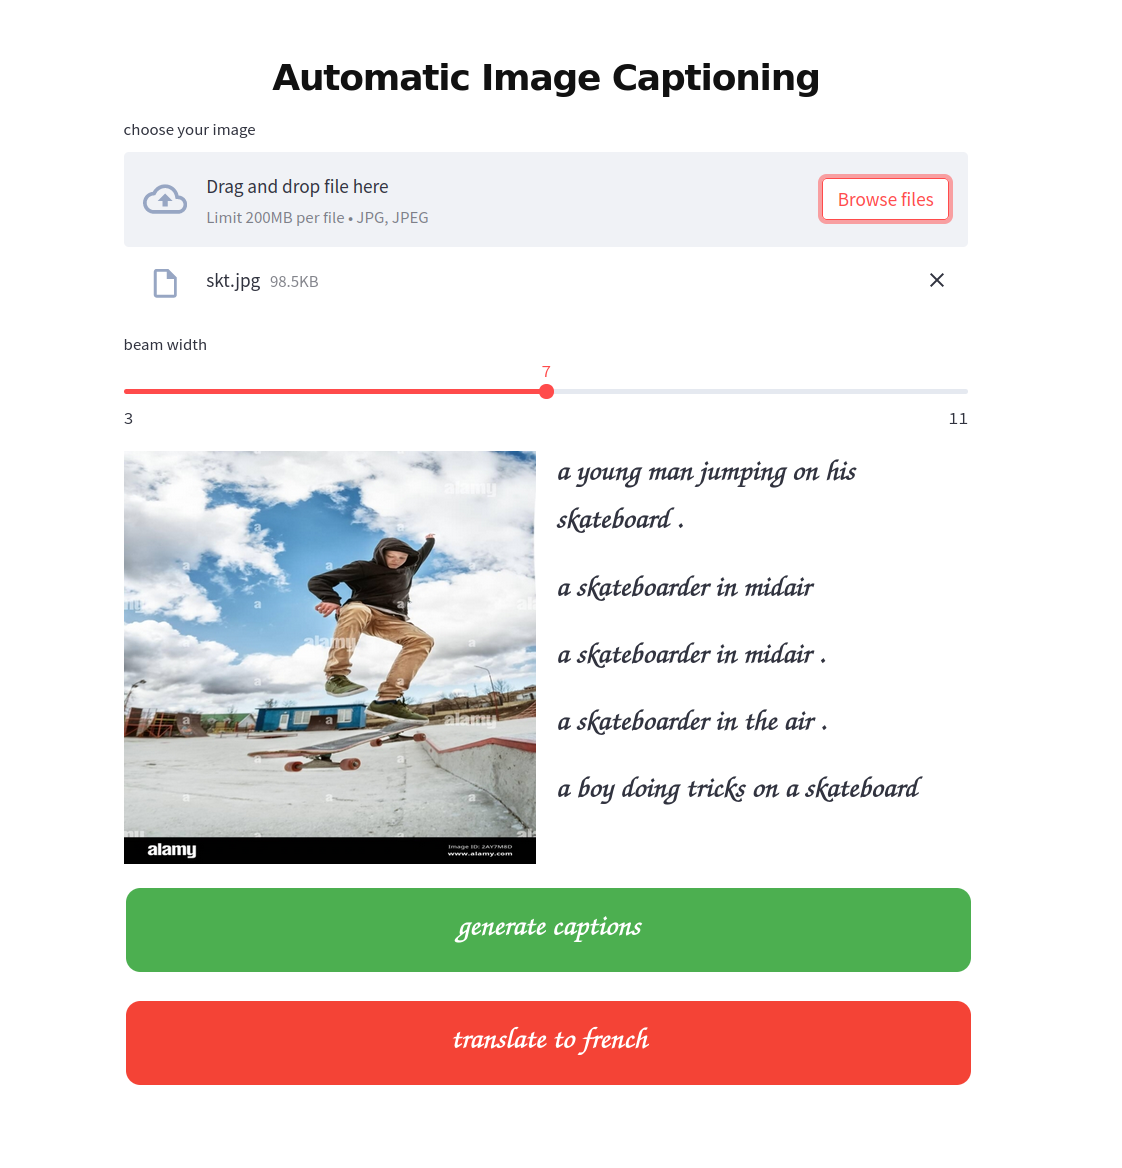 Automatic Image Captioning
choose your image
Drag and drop file here
Limit 200MB per file • JPG, JPEG
Browse files
skt.jpg 98.5KB
beam width
7
3
11
a young man jumping on his
skateboard .
a skateboarder in midair
a skateboarder in midair .
a skateboarder in the air .
a boy doing tricks on a skateboard
alamy
alamy
alamy
alamy
Image ID: 2AY7M8D
www.alamy.com
generate captions
translate to french